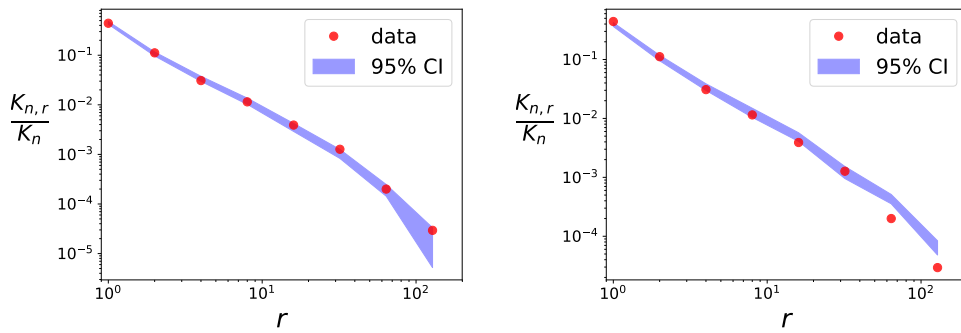 data
95% CI
K_{n,r}
K_n
10^{-1}
10^{-2}
10^{-3}
10^{-4}
10^{-5}
10^0
10^1
10^2
r
data
95% CI
K_{n,r}
K_n
10^{-1}
10^{-2}
10^{-3}
10^{-4}
10^0
10^1
10^2
r